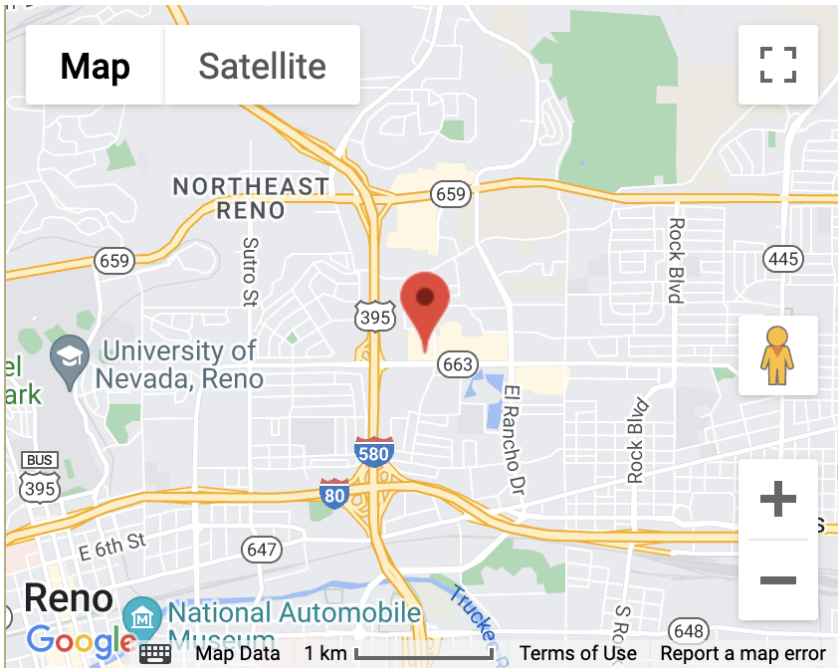 Map
Satellite
NORTHEAST
RENO
659
659
Sutro St
Rock Blvd
445
395
University of
Nevada, Reno
663
El Rancho Dr
Rock Blvd
BUS
395
580
80
E 6th St
647
Reno
National Automobile
Museum
S Ro
648
Google
Map Data
1 km
Terms of Use
Report a map error